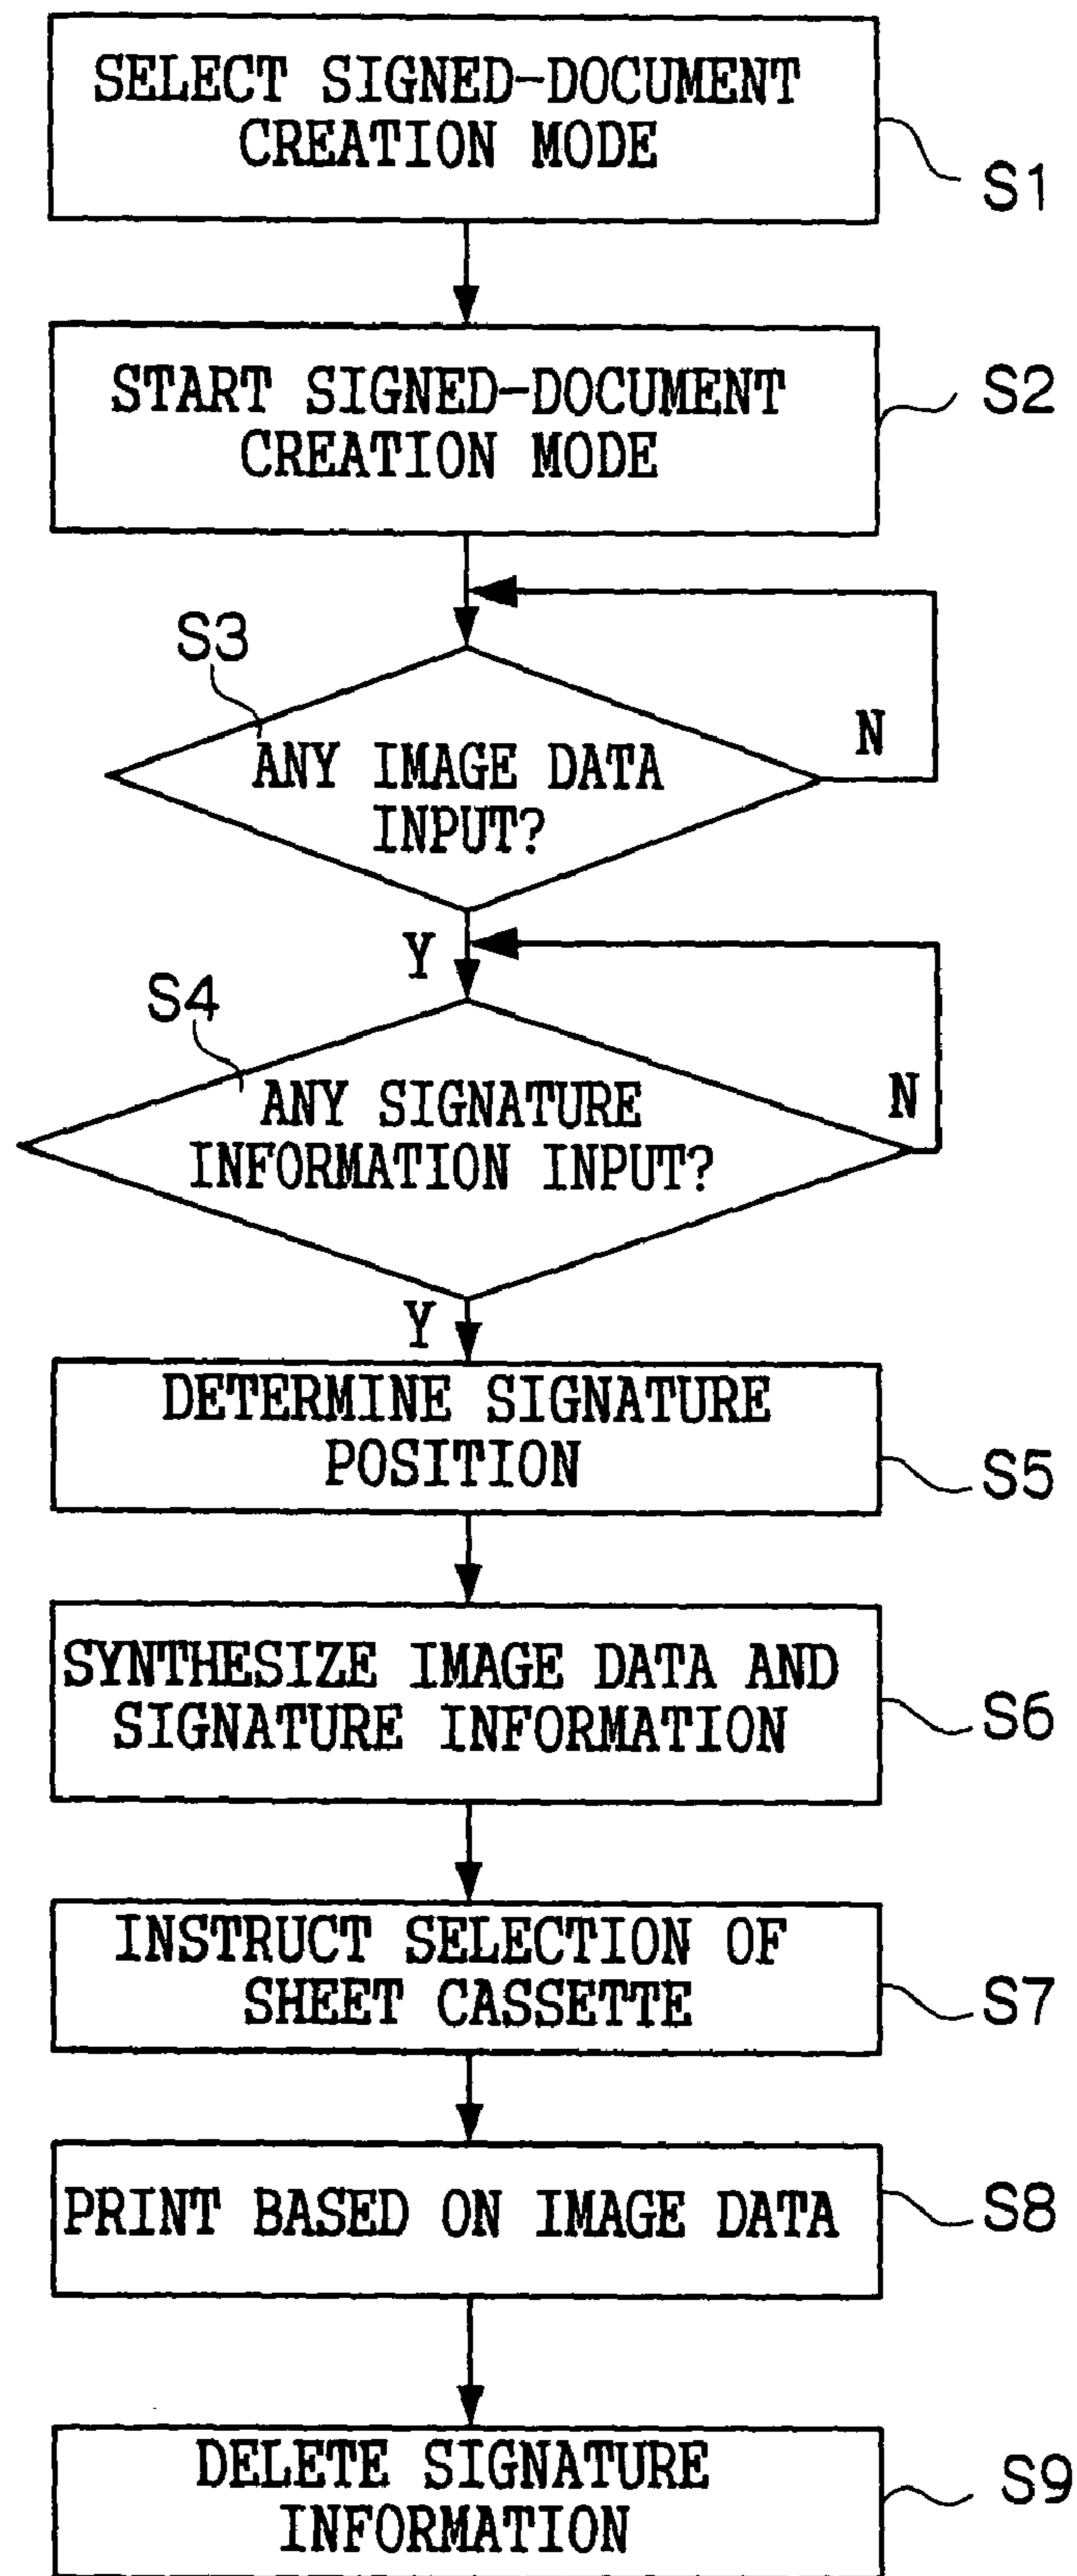 SELECT SIGNED-DOCUMENT
CREATION MODE
S1
START SIGNED-DOCUMENT
CREATION MODE
S2
S3
ANY IMAGE DATA
INPUT?
N
Y
S4
ANY SIGNATURE
INFORMATION INPUT?
N
Y
DETERMINE SIGNATURE
POSITION
S5
SYNTHESIZE IMAGE DATA AND
SIGNATURE INFORMATION
S6
INSTRUCT SELECTION OF
SHEET CASSETTE
S7
PRINT BASED ON IMAGE DATA
S8
DELETE SIGNATURE
INFORMATION
S9